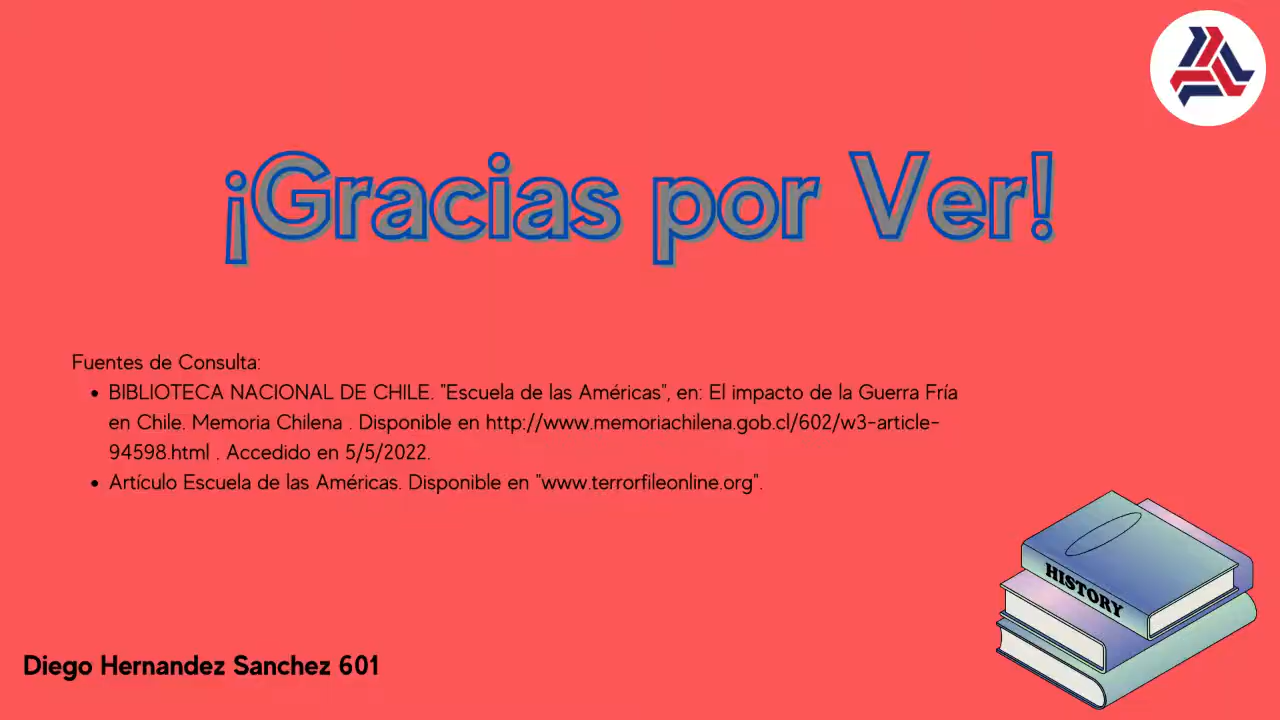 ¡Gracias por Ver!
Fuentes de Consulta:
• BIBLIOTECA NACIONAL DE CHILE. "Escuela de las Américas", en: El impacto de la Guerra Fría
en Chile. Memoria Chilena . Disponible en http://www.memoriachilena.gob.cl/602/w3-article-
94598.html . Accedido en 5/5/2022.
• Artículo Escuela de las Américas. Disponible en "www.terrorfileonline.org".
HISTORY
Diego Hernandez Sanchez 601